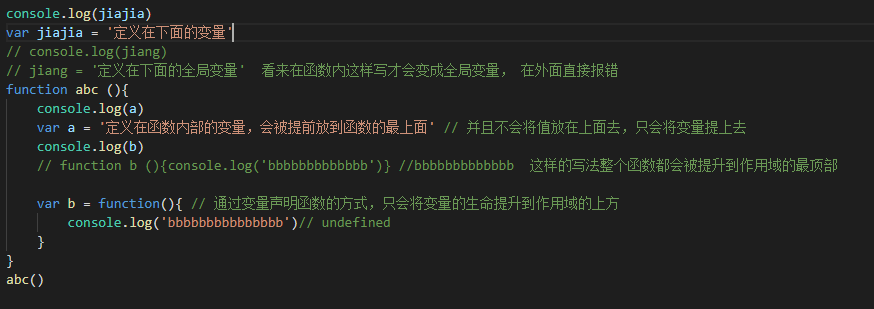 console.log(jiajia)
var jiajia = '定义在下面的变量'
// console.log(jiang)
// jiang = '定义在下面的全局变量'  看来在函数内这样写才会变成全局变量， 在外面直接报错
function abc (){
    console.log(a)
    var a = '定义在函数内部的变量，会被提前放到函数的最上面' // 并且不会将值放在上面去，只会将变量提上去
    console.log(b)
    // function b (){console.log('bbbbbbbbbbbbb')} //bbbbbbbbbbbbb  这样的写法整个函数都会被提升到作用域的最顶部
    var b = function(){ // 通过变量声明函数的方式，只会将变量的生命提升到作用域的上方
        console.log('bbbbbbbbbbbbbbb')// undefined
    }
}
abc()